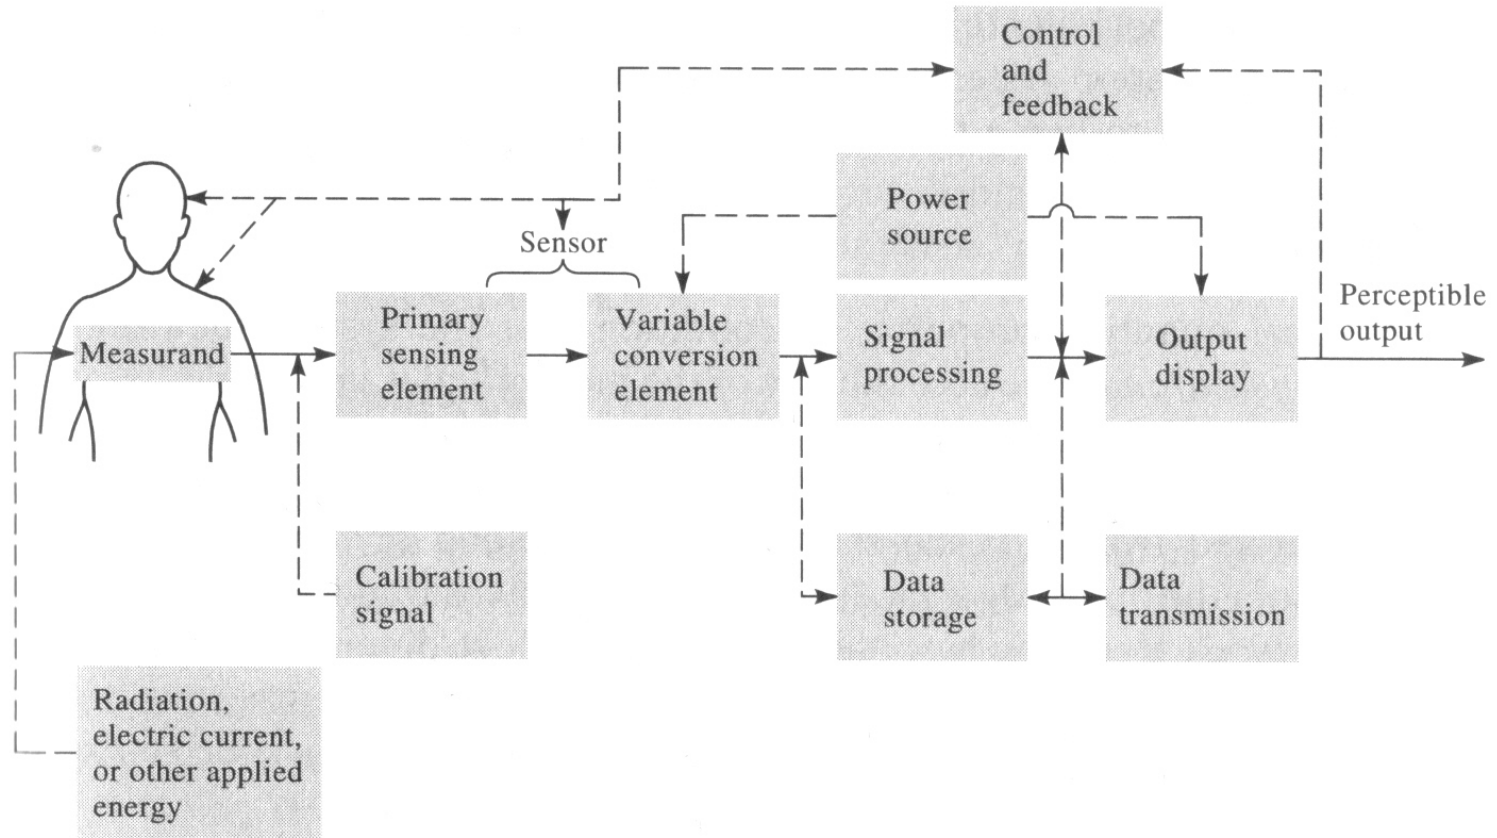 Control
and
feedback
Power
source
Sensor
Perceptible
output
Measurand
Primary
sensing
element
Variable
conversion
element
Signal
processing
Output
display
Calibration
signal
Data
storage
Data
transmission
Radiation,
electric current,
or other applied
energy